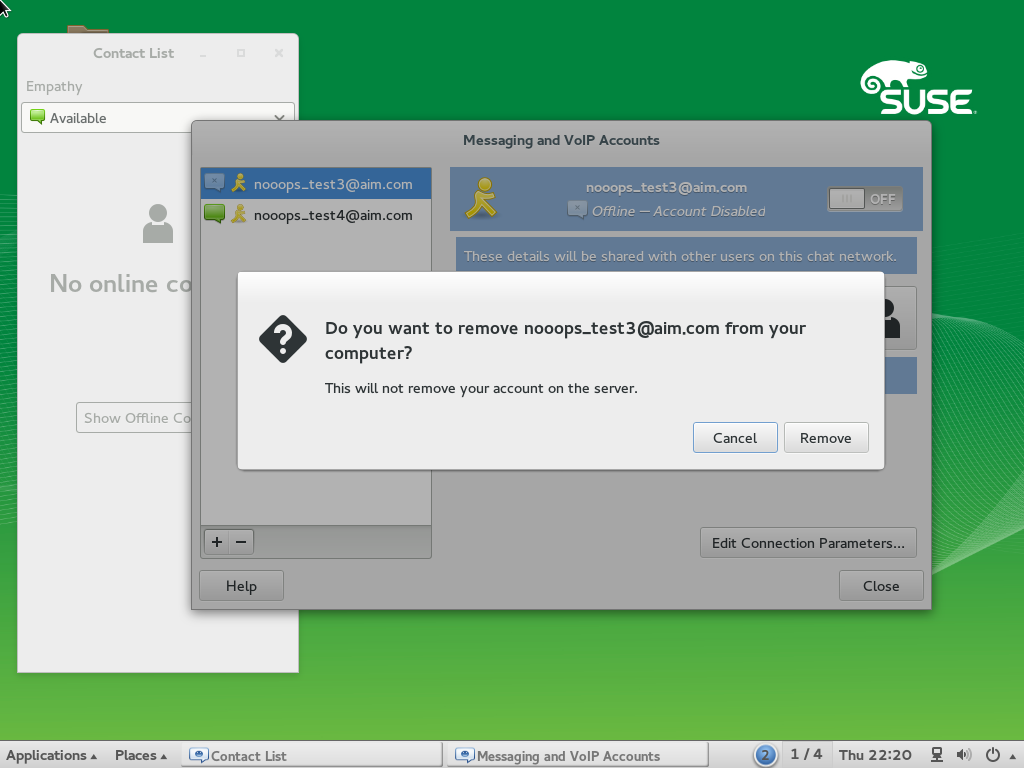 Contact List
Empathy
Available
SUSE
Messaging and VoIP Accounts
nooops_test3@aim.com
nooops_test4@aim.com
nooops_test3@aim.com
Offline — Account Disabled
OFF
These details will be shared with other users on this chat network.
No online co
Do you want to remove nooops_test3@aim.com from your
computer?
This will not remove your account on the server.
Show Offline Co
Cancel
Remove
Edit Connection Parameters...
Help
Close
Applications
Places
Contact List
Messaging and VoIP Accounts
2
1 / 4
Thu 22:20